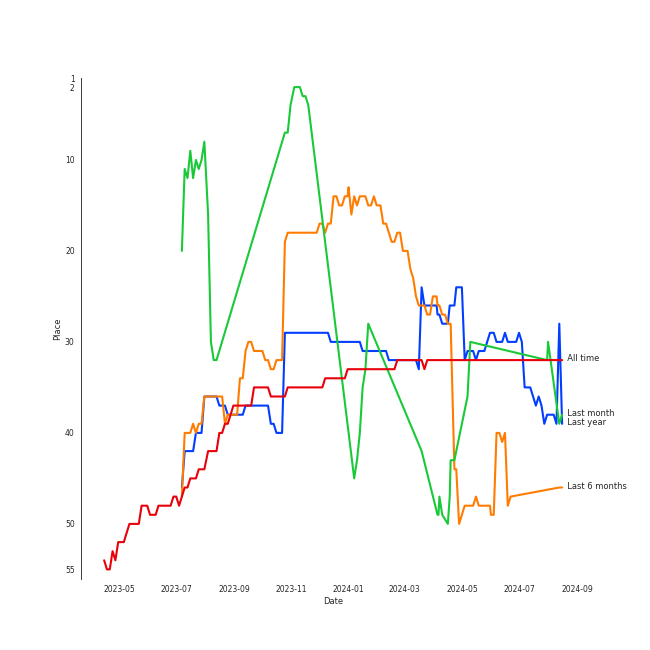 1
2
10
20
30
40
50
55
Place
2023-05
2023-07
2023-09
2023-11
2024-01
2024-03
2024-05
2024-07
2024-09
Date
All time
Last month
Last year
Last 6 months